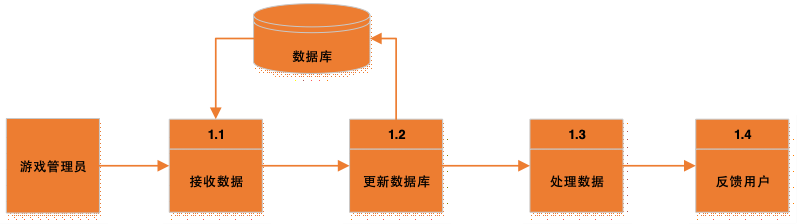 数据库
游戏管理员
1.1
接收数据
1.2
更新数据库
1.3
处理数据
1.4
反馈用户